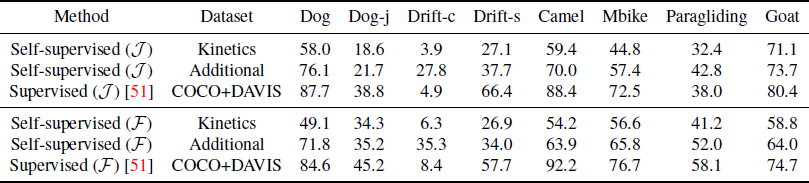 Method Dataset Dog Dog-j Drift-c Drift-s Camel Mbike Paragliding Goat
Self-supervised (𝒥) Kinetics 58.0 18.6 3.9 27.1 59.4 44.8 32.4 71.1
Self-supervised (𝒥) Additional 76.1 21.7 27.8 37.7 70.0 57.4 42.8 73.7
Supervised (𝒥) [51] COCO+DAVIS 87.7 38.8 4.9 66.4 88.4 72.5 38.0 80.4
Self-supervised (ℱ) Kinetics 49.1 34.3 6.3 26.9 54.2 56.6 41.2 58.8
Self-supervised (ℱ) Additional 71.8 35.2 35.3 34.0 63.9 65.8 52.0 64.0
Supervised (ℱ) [51] COCO+DAVIS 84.6 45.2 8.4 57.7 92.2 76.7 58.1 74.7